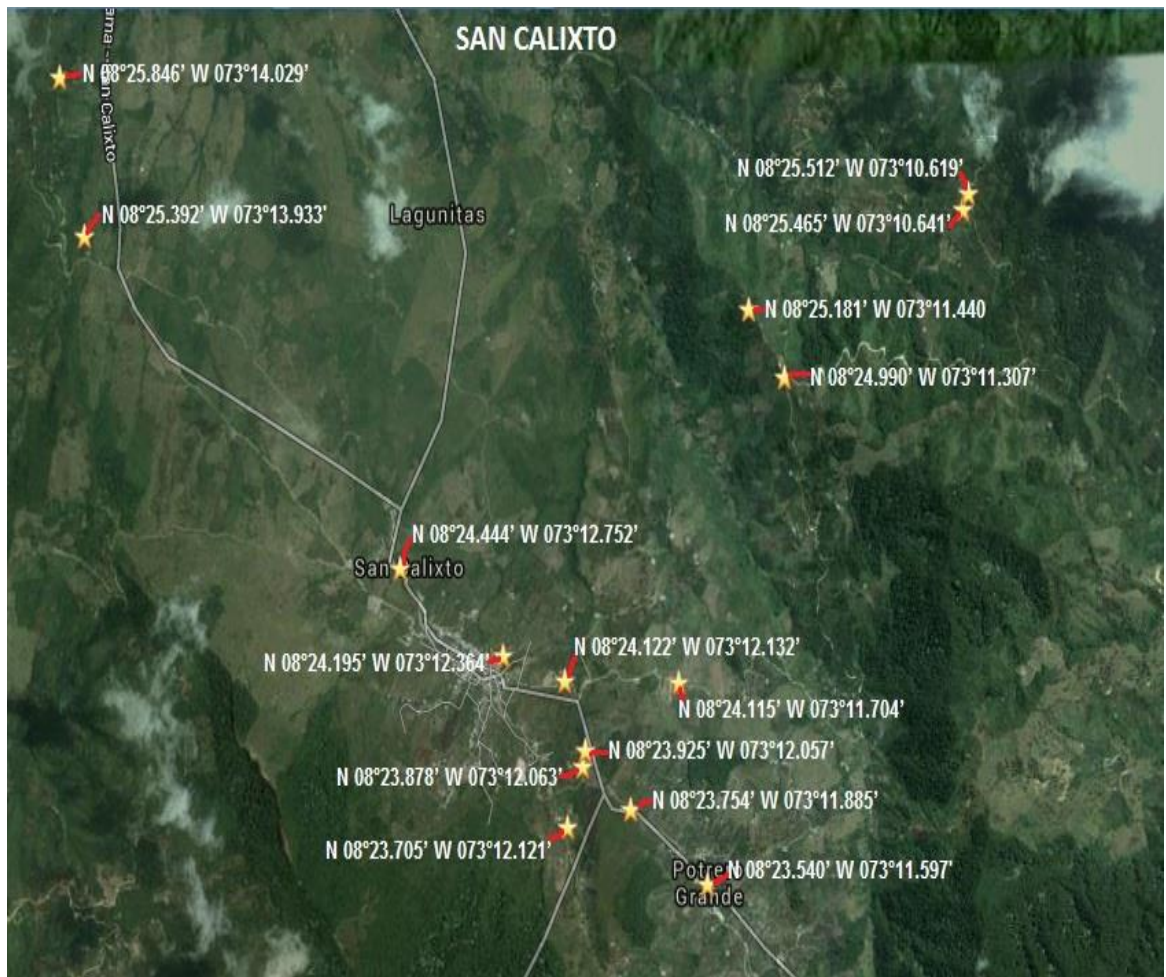 SAN CALIXTO
N 08°25.846’ W 073°14.029’
ama - San Calixto
N 08°25.512’ W 073°10.619’
N 08°25.392’ W 073°13.933’
Lagunitas
N 08°25.465’ W 073°10.641’
N 08°25.181’ W 073°11.440
N 08°24.990’ W 073°11.307’
N 08°24.444’ W 073°12.752’
San Calixto
N 08°24.122’ W 073°12.132’
N 08°24.195’ W 073°12.364’
N 08°24.115’ W 073°11.704’
N 08°23.925’ W 073°12.057’
N 08°23.878’ W 073°12.063’
N 08°23.754’ W 073°11.885’
N 08°23.705’ W 073°12.121’
N 08°23.540’ W 073°11.597’
Potrero
Grande